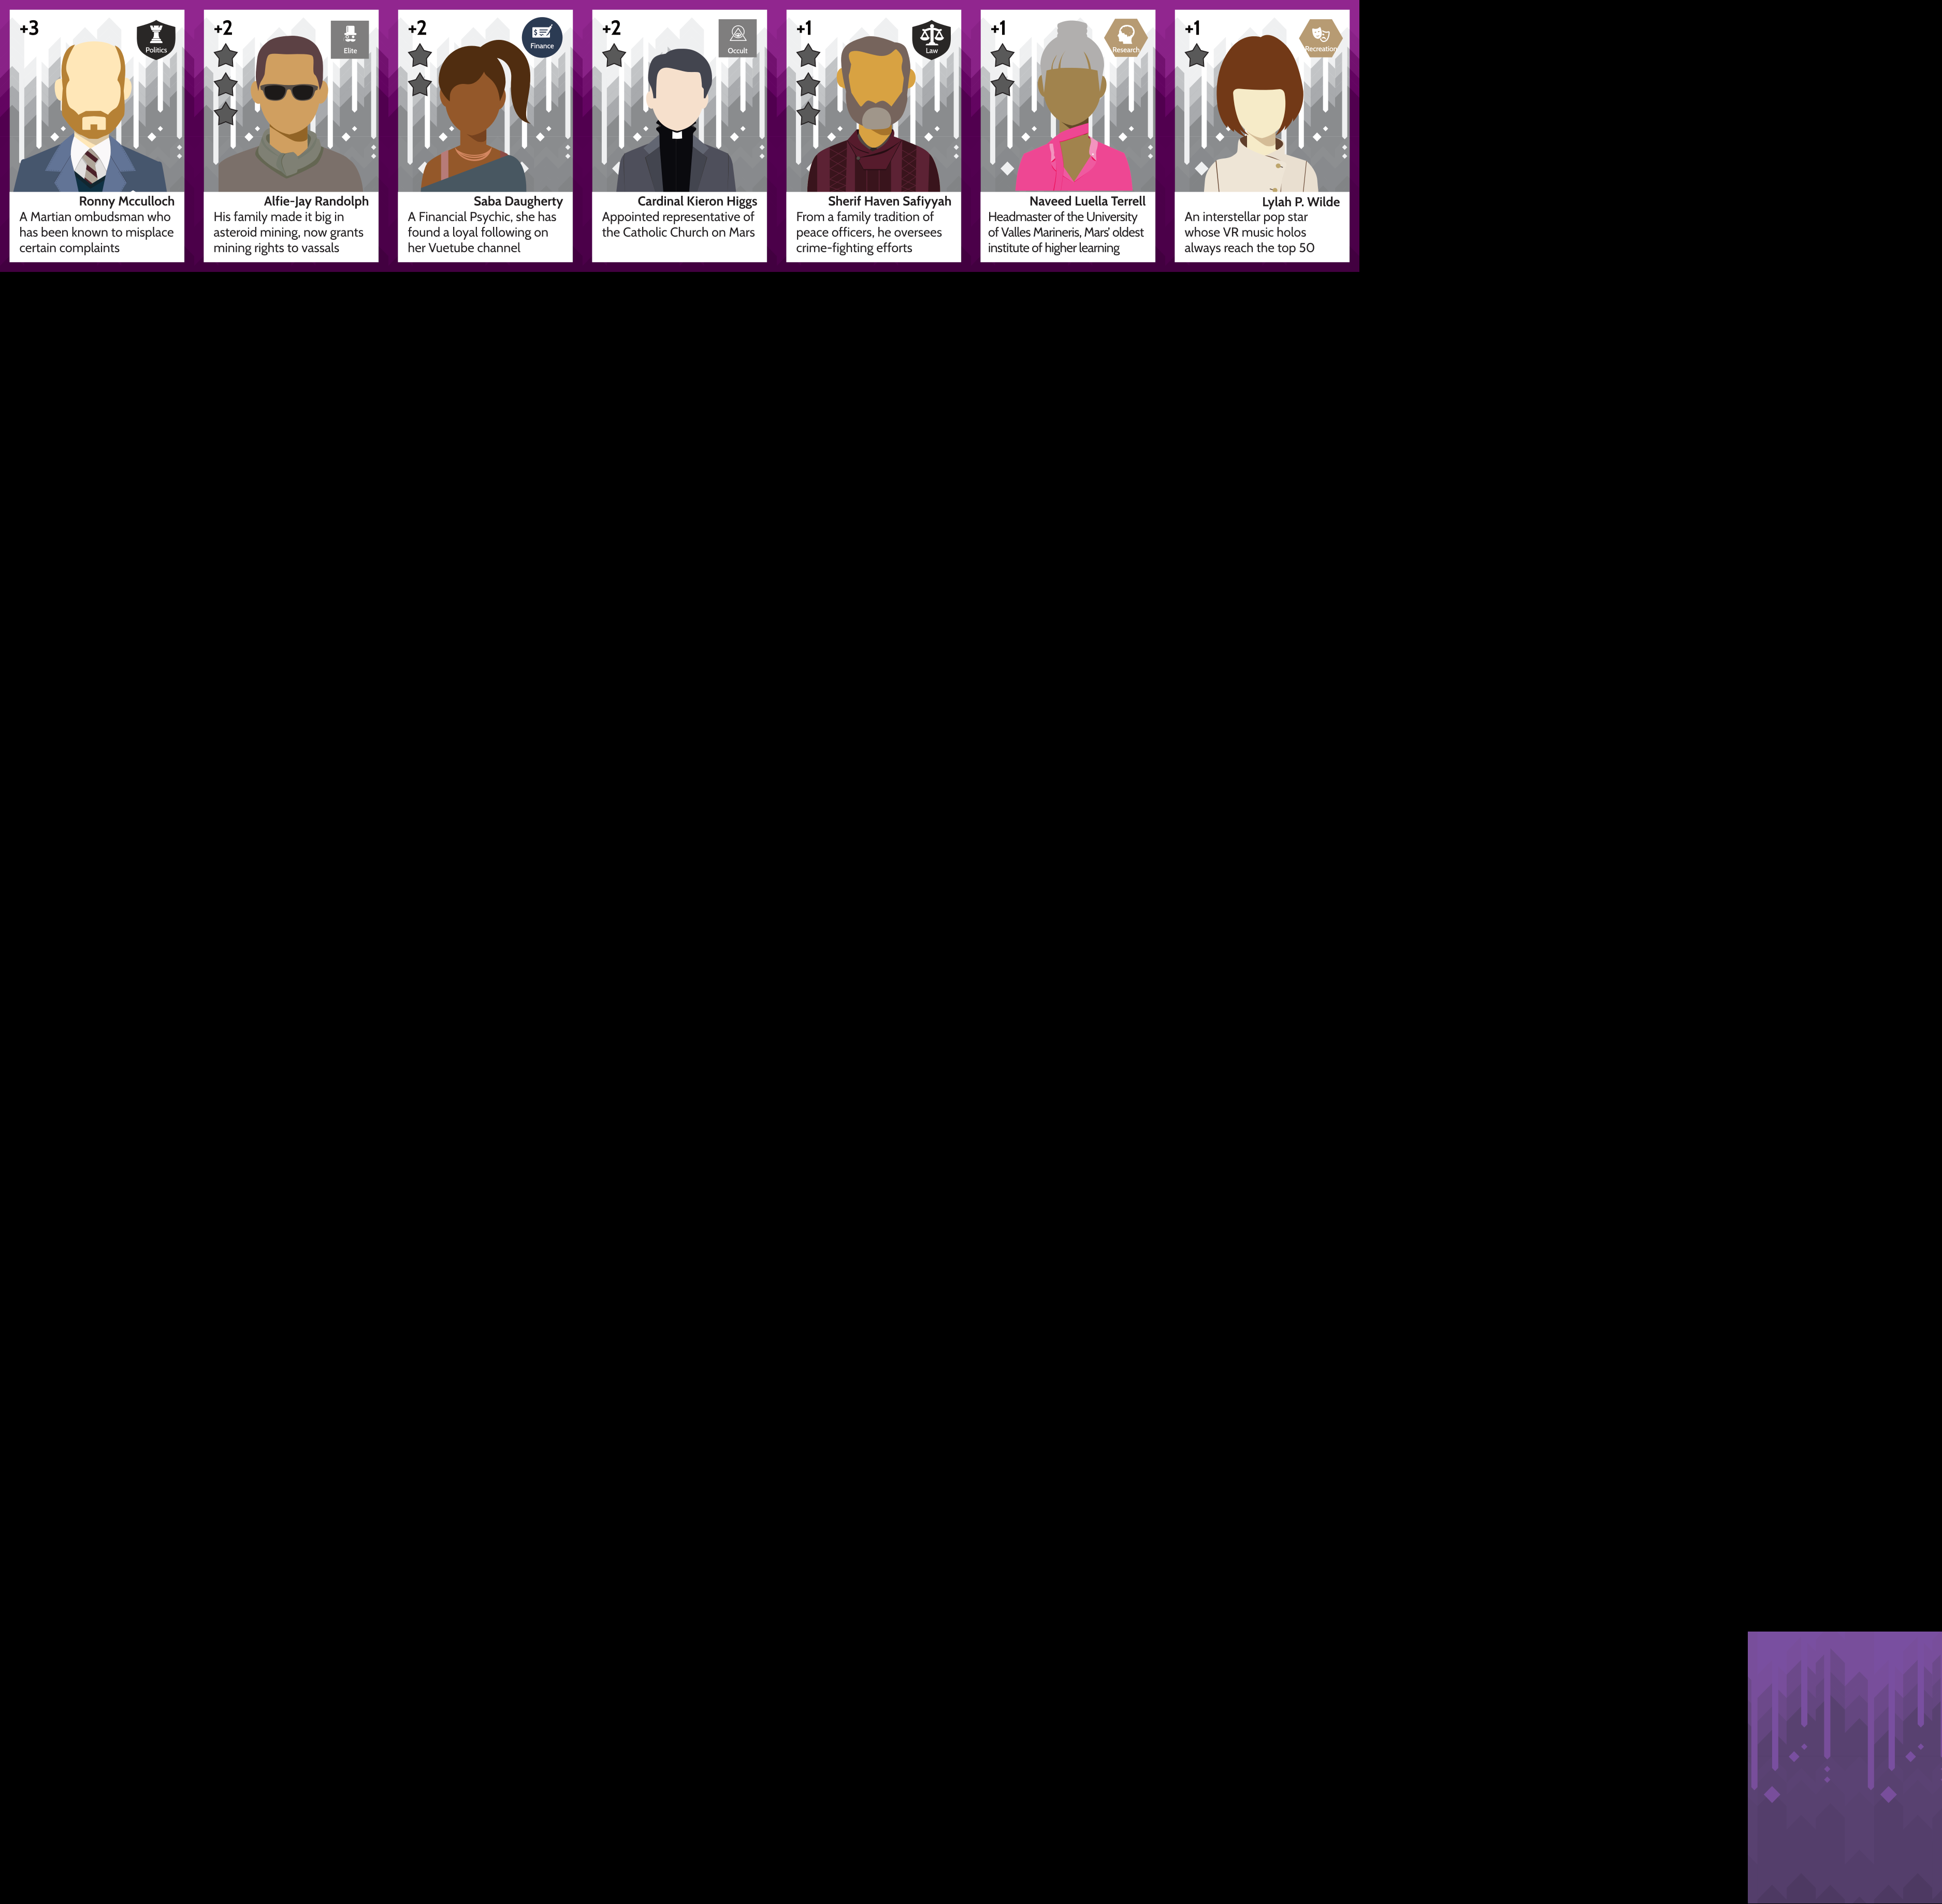 +3
Politics
Ronny Mcculloch
A Martian ombudsman who
has been known to misplace
certain complaints
+2
Elite
Alfie-Jay Randolph
His family made it big in
asteroid mining, now grants
mining rights to vassals
+2
Finance
Saba Daugherty
A Financial Psychic, she has
found a loyal following on
her Vuetube channel
+2
Occult
Cardinal Kieron Higgs
Appointed representative of
the Catholic Church on Mars
+1
Law
Sherif Haven Safiyyah
From a family tradition of
peace officers, he oversees
crime-fighting efforts
+1
Research
Naveed Luella Terrell
Headmaster of the University
of Valles Marineris, Mars' oldest
institute of higher learning
+1
Recreation
Lylah P. Wilde
An interstellar pop star
whose VR music holos
always reach the top 50